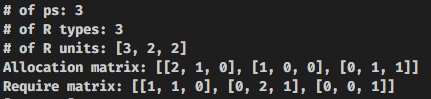 # of ps: 3
# of R types: 3
# of R units: [3, 2, 2]
Allocation matrix: [[2, 1, 0], [1, 0, 0], [0, 1, 1]]
Require matrix: [[1, 1, 0], [0, 2, 1], [0, 0, 1]]